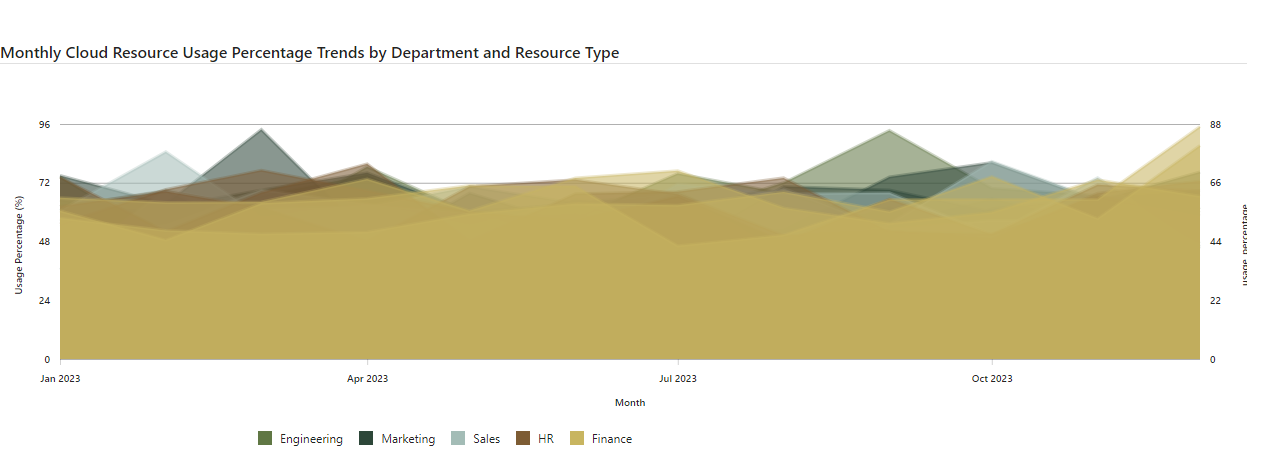 Monthly Cloud Resource Usage Percentage Trends by Department and Resource Type
96
72
48
24
0
Usage Percentage (%)
88
66
44
22
0
usage_percentage
Jan 2023
Apr 2023
Jul 2023
Oct 2023
Month
Engineering
Marketing
Sales
HR
Finance